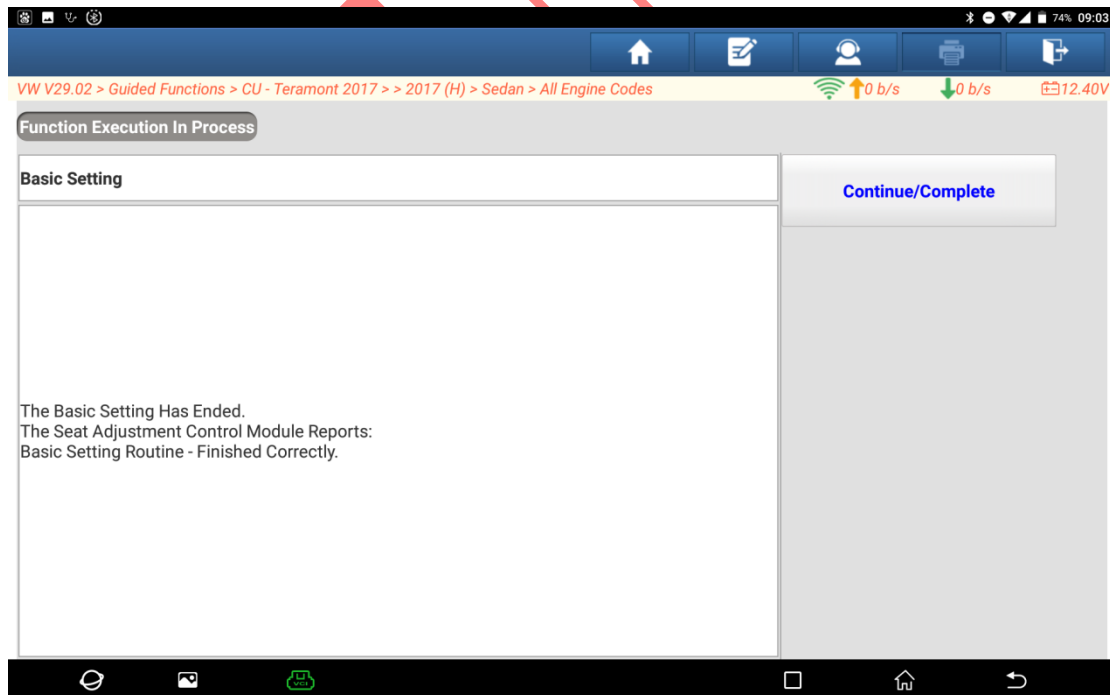 74% 09:03
VW V29.02 > Guided Functions > CU - Teramont 2017 > > 2017 (H) > Sedan > All Engine Codes 0 b/s 0 b/s 12.40V
Function Execution In Process
Basic Setting
Continue/Complete
The Basic Setting Has Ended.
The Seat Adjustment Control Module Reports:
Basic Setting Routine - Finished Correctly.
VCI